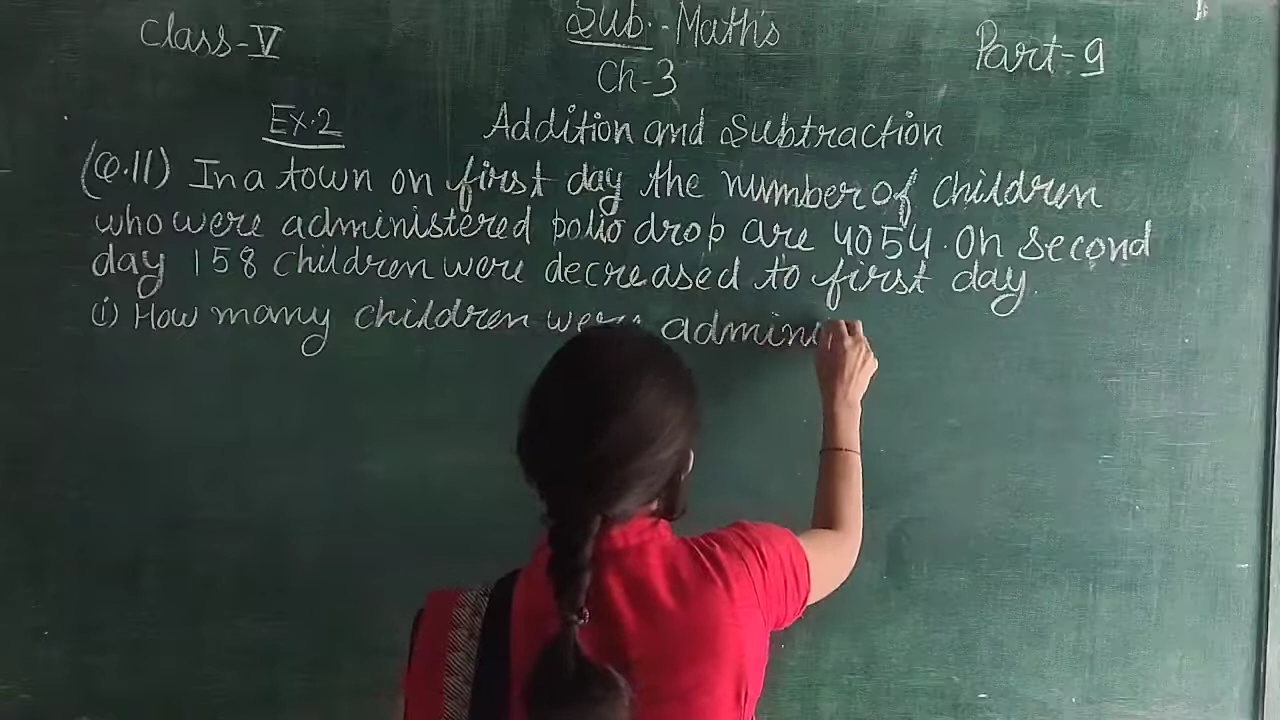 Class-V
Sub:-Math's
Part-9
Ch-3
Ex.2
Addition and Subtraction
(Q.11) In a town on first day the number of children
who were administered polio drop are 4054. On second
day 158 children were decreased to first day.
(i) How many children were admini